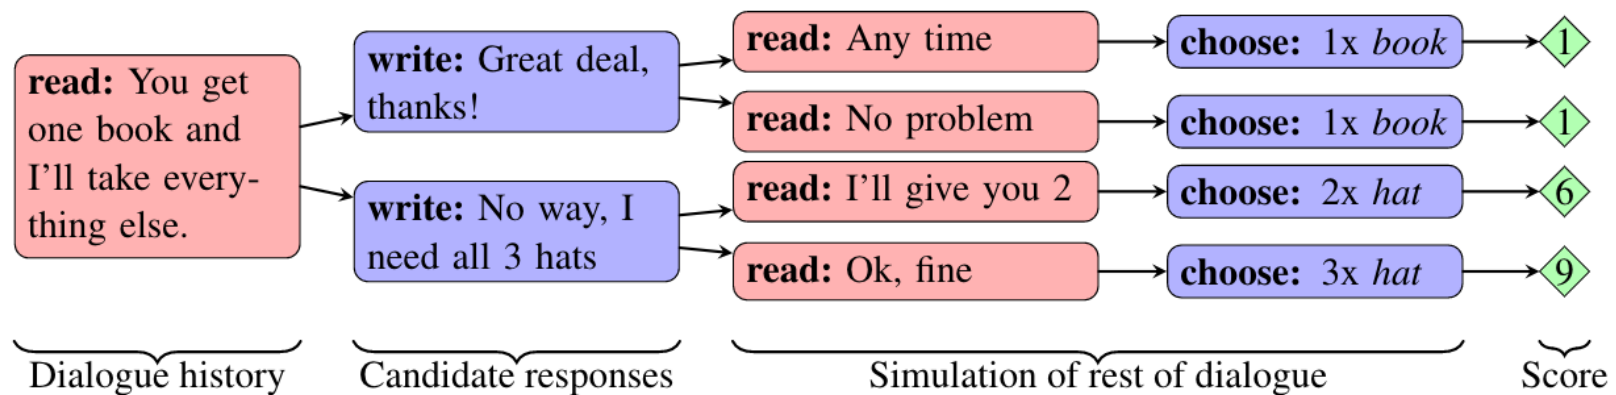 read: You get
one book and
I'll take every-
thing else.
write: Great deal,
thanks!
write: No way, I
need all 3 hats
read: Any time
choose: 1x book
1
read: No problem
choose: 1x book
1
read: I'll give you 2
choose: 2x hat
6
read: Ok, fine
choose: 3x hat
9
Dialogue history
Candidate responses
Simulation of rest of dialogue
Score